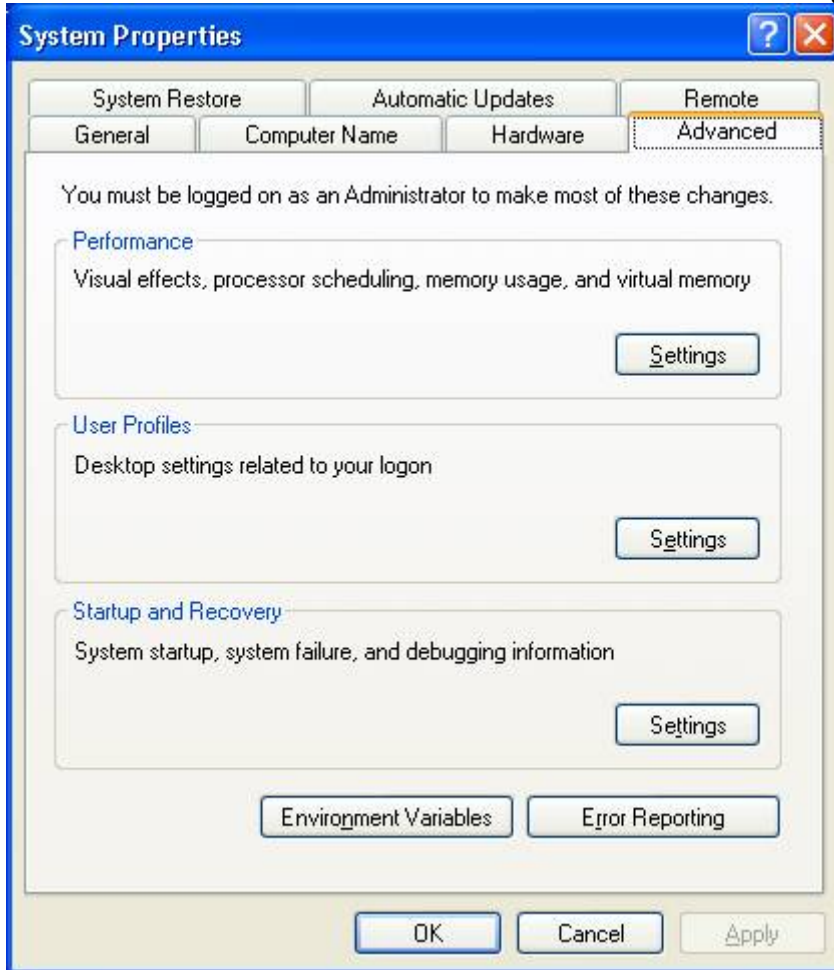 System Properties
?
System Restore Automatic Updates Remote
General Computer Name Hardware Advanced
You must be logged on as an Administrator to make most of these changes.
Performance
Visual effects, processor scheduling, memory usage, and virtual memory
Settings
User Profiles
Desktop settings related to your logon
Settings
Startup and Recovery
System startup, system failure, and debugging information
Settings
Environment Variables Error Reporting
OK Cancel Apply